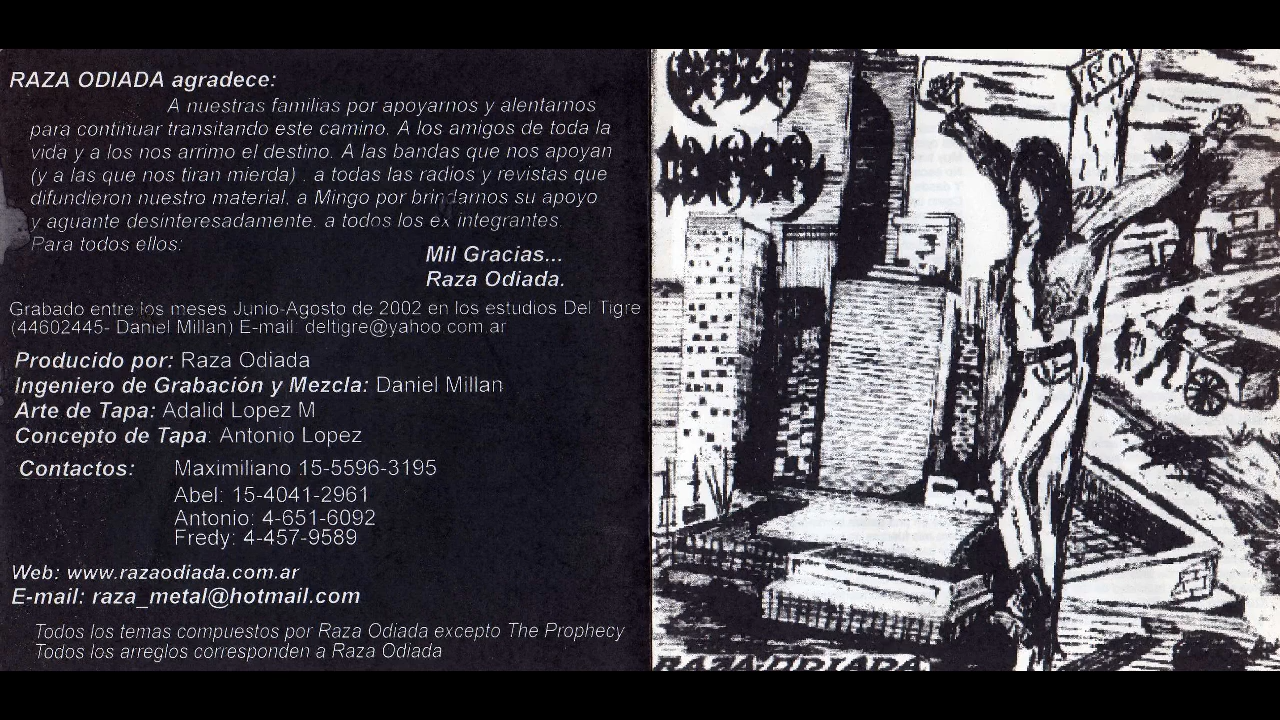 RAZA ODIADA agradece:
A nuestras familias por apoyarnos y alentarnos
para continuar transitando este camino. A los amigos de toda la
vida y a los nos arrimo el destino. A las bandas que nos apoyan
(y a las que nos tiran mierda) . a todas las radios y revistas que
difundieron nuestro material. a Mingo por brindarnos su apoyo
y aguante desinteresadamente. a todos los ex integrantes.
Para todos ellos.
Mil Gracias...
Raza Odiada.
Grabado entre los meses Junio-Agosto de 2002 en los estudios Del Tigre
(44602445- Daniel Millan) E-mail: deltigre@yahoo.com.ar
Producido por: Raza Odiada
Ingeniero de Grabación y Mezcla: Daniel Millan
Arte de Tapa: Adalid Lopez M
Concepto de Tapa: Antonio Lopez
Contactos: Maximiliano 15-5596-3195
Abel: 15-4041-2961
Antonio: 4-651-6092
Fredy: 4-457-9589
Web: www.razaodiada.com.ar
E-mail: raza_metal@hotmail.com
Todos los temas compuestos por Raza Odiada excepto The Prophecy
Todos los arreglos corresponden a Raza Odiada
RAZA ODIADA